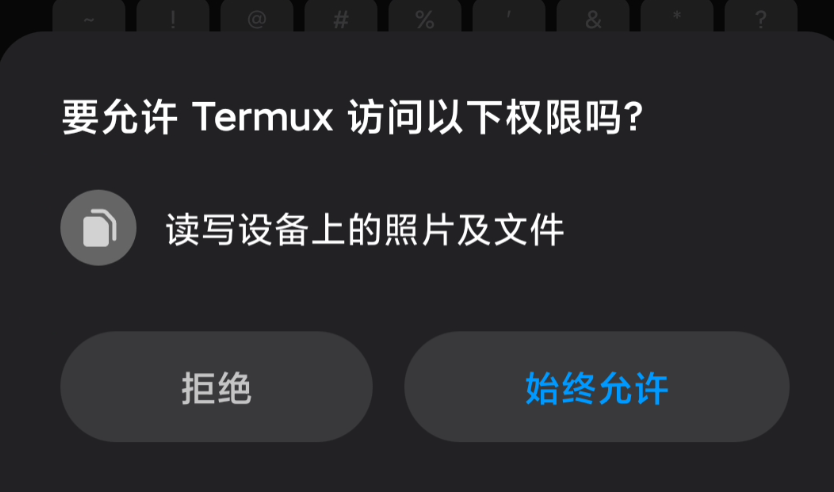 ~ ! @ # % ' & * ?
要允许 Termux 访问以下权限吗?
读写设备上的照片及文件
拒绝 始终允许